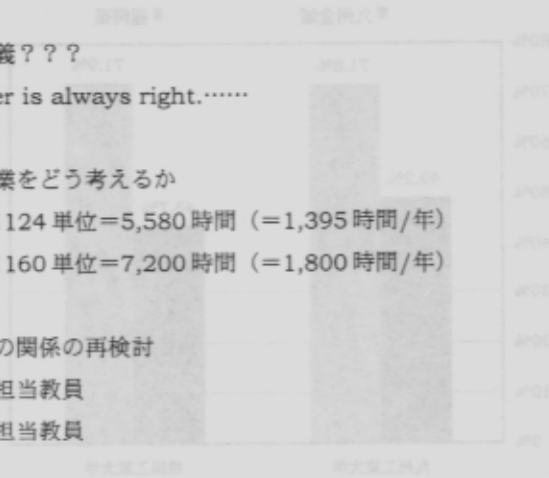 義？？？
er is always right.……
業をどう考えるか
124 単位＝5,580 時間（＝1,395 時間/年）
160 単位＝7,200 時間（＝1,800 時間/年）
の関係の再検討
担当教員
担当教員